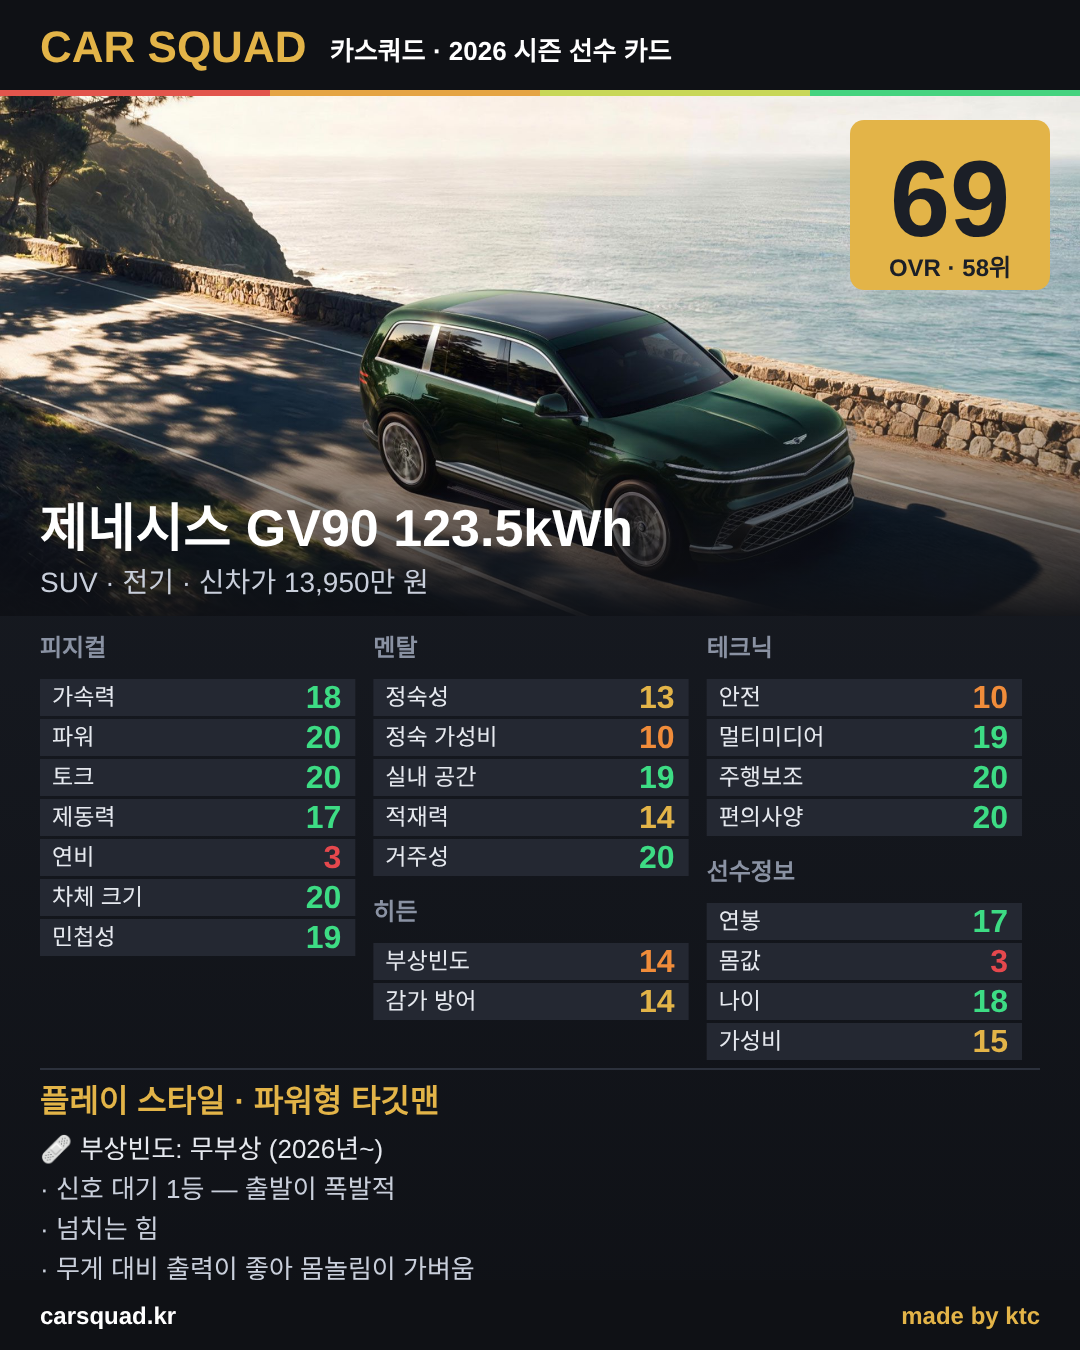 CAR SQUAD 카스쿼드 · 2026 시즌 선수 카드
69
OVR · 58위
제네시스 GV90 123.5kWh
SUV · 전기 · 신차가 13,950만 원
피지컬
가속력 18
파워 20
토크 20
제동력 17
연비 3
차체 크기 20
민첩성 19
멘탈
정숙성 13
정숙 가성비 10
실내 공간 19
적재력 14
거주성 20
히든
부상빈도 14
감가 방어 14
테크닉
안전 10
멀티미디어 19
주행보조 20
편의사양 20
선수정보
연봉 17
몸값 3
나이 18
가성비 15
플레이 스타일 · 파워형 타깃맨
🩹 부상빈도: 무부상 (2026년~)
· 신호 대기 1등 — 출발이 폭발적
· 넘치는 힘
· 무게 대비 출력이 좋아 몸놀림이 가벼움
carsquad.kr
made by ktc